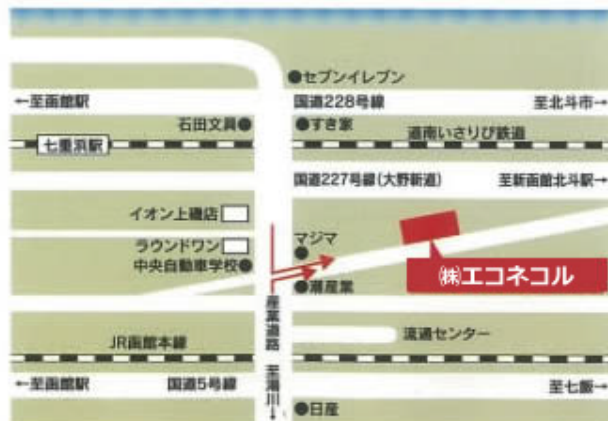 ●セブンイレブン
←至函館駅
国道228号線
至北斗市→
石田文具●
●すき家
道南いさりび鉄道
七重浜駅
国道227号線(大野新道)
至新函館北斗駅→
イオン上磯店
ラウンドワン
マジマ
中央自動車学校●
㈱エコネコル
●潮産業
産業道路 至湯川→
流通センター
JR函館本線
←至函館駅
国道5号線
至七飯→
●日産